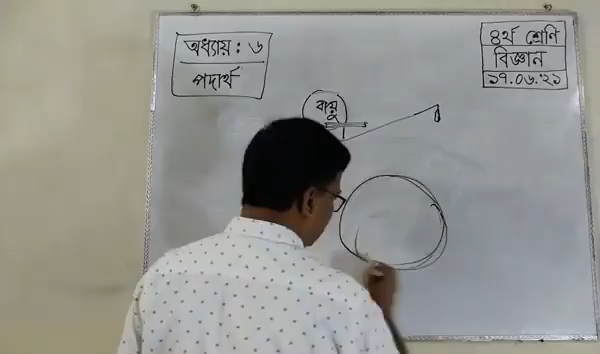 অধ্যায় : ৬
পদার্থ
৪র্থ শ্রেণি
বিজ্ঞান
১৭.০৬.২১
বায়ু